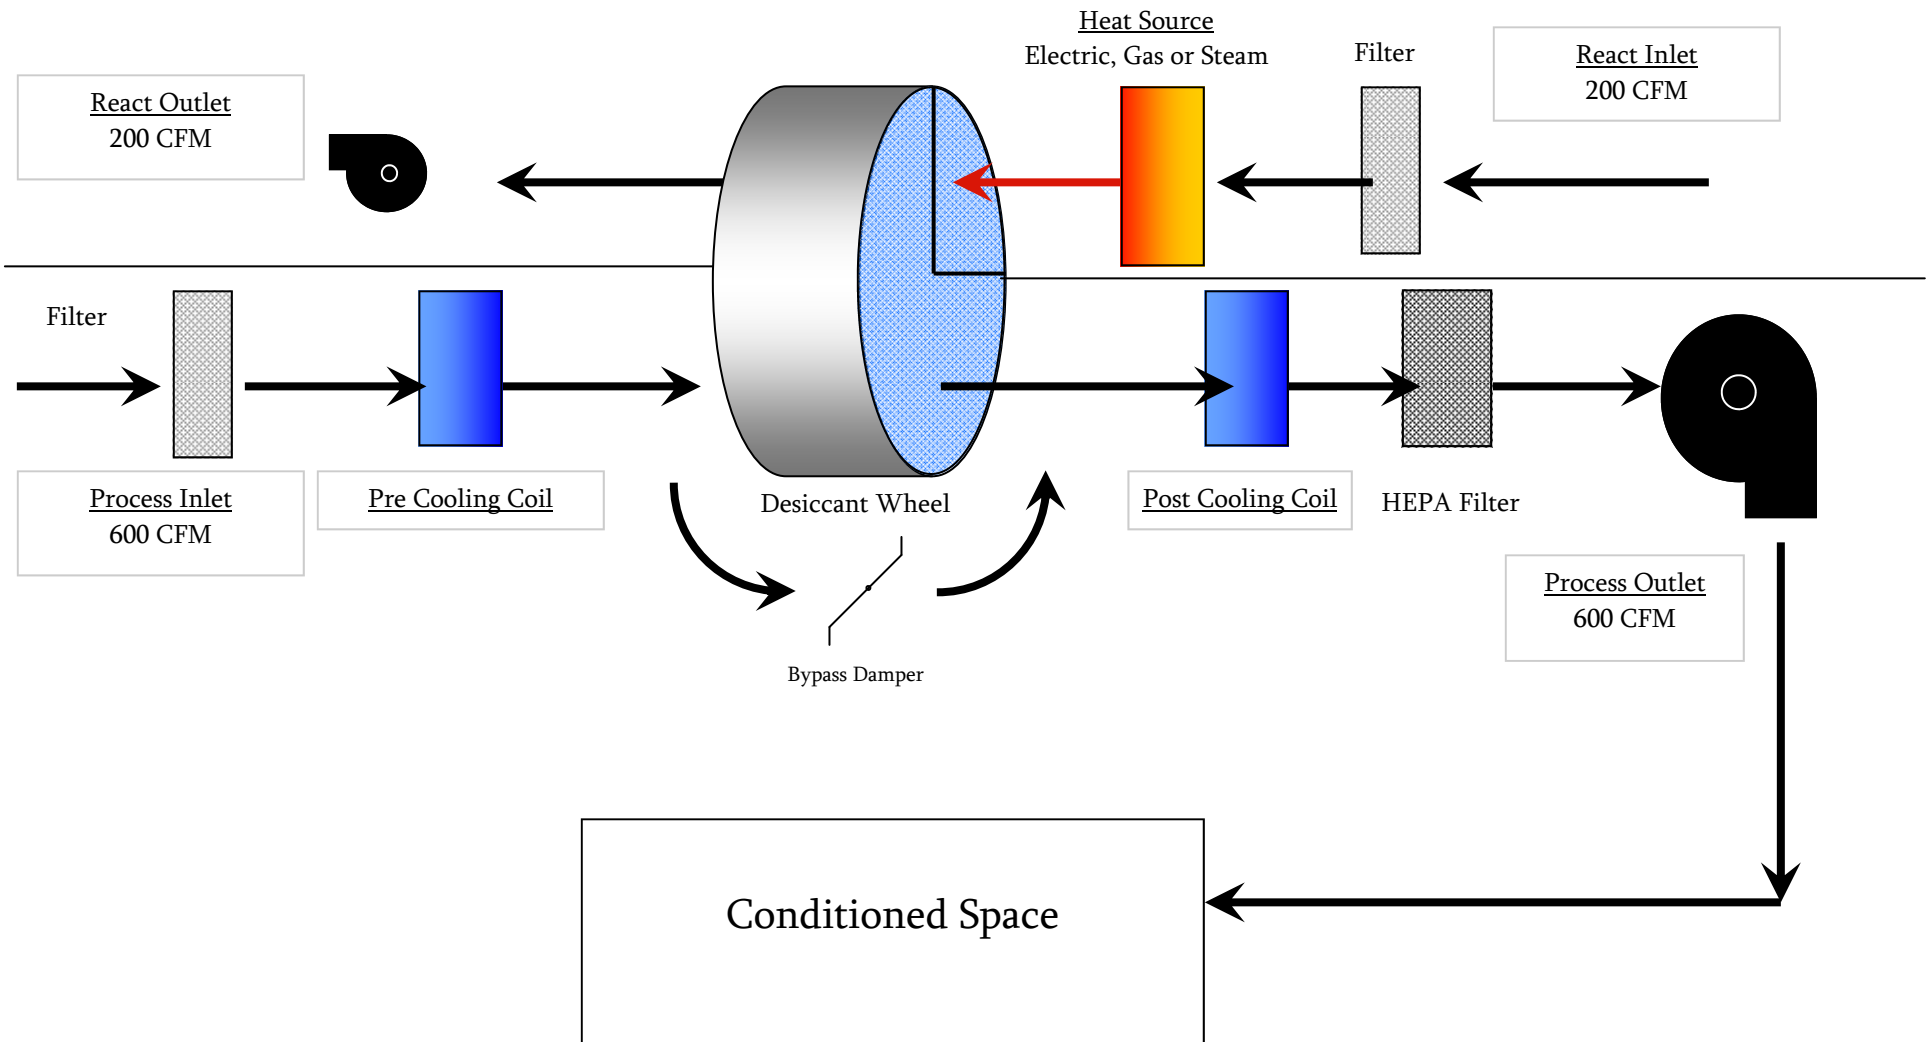 Heat Source
Electric, Gas or Steam
Filter
React Inlet
200 CFM
React Outlet
200 CFM
Filter
Process Inlet
600 CFM
Pre Cooling Coil
Desiccant Wheel
Post Cooling Coil
HEPA Filter
Bypass Damper
Process Outlet
600 CFM
Conditioned Space